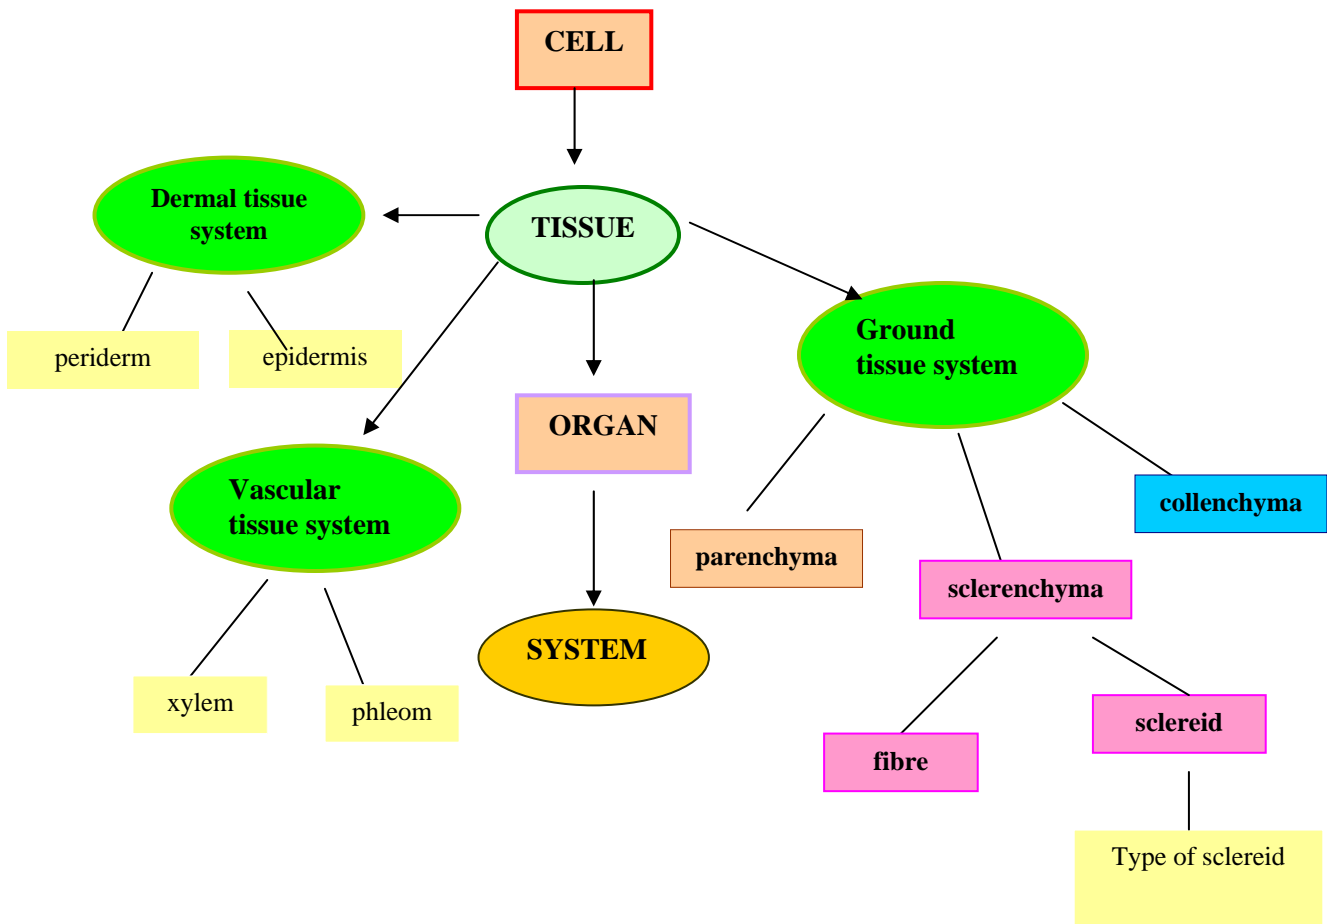 CELL
Dermal tissue
system
TISSUE
periderm
epidermis
Ground
tissue system
ORGAN
Vascular
tissue system
collenchyma
parenchyma
sclerenchyma
SYSTEM
xylem
phleom
sclereid
fibre
Type of sclereid